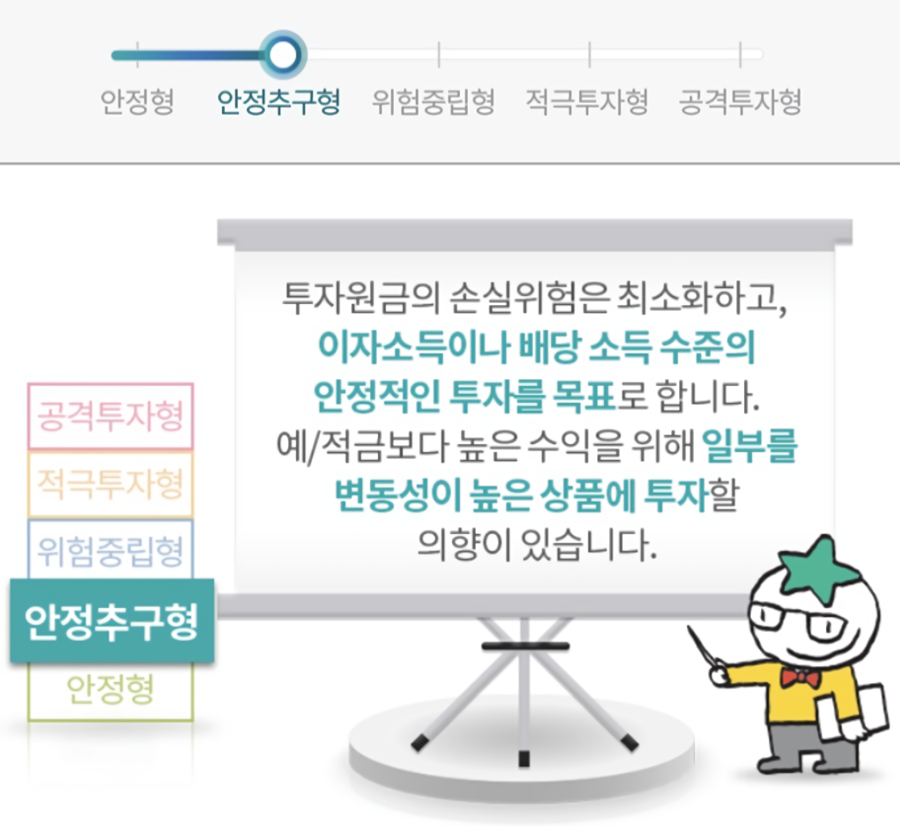 안정형 안정추구형 위험중립형 적극투자형 공격투자형
투자원금의 손실위험은 최소화하고,
이자소득이나 배당 소득 수준의
안정적인 투자를 목표로 합니다.
예/적금보다 높은 수익을 위해 일부를
변동성이 높은 상품에 투자할
의향이 있습니다.
공격투자형
적극투자형
위험중립형
안정추구형
안정형